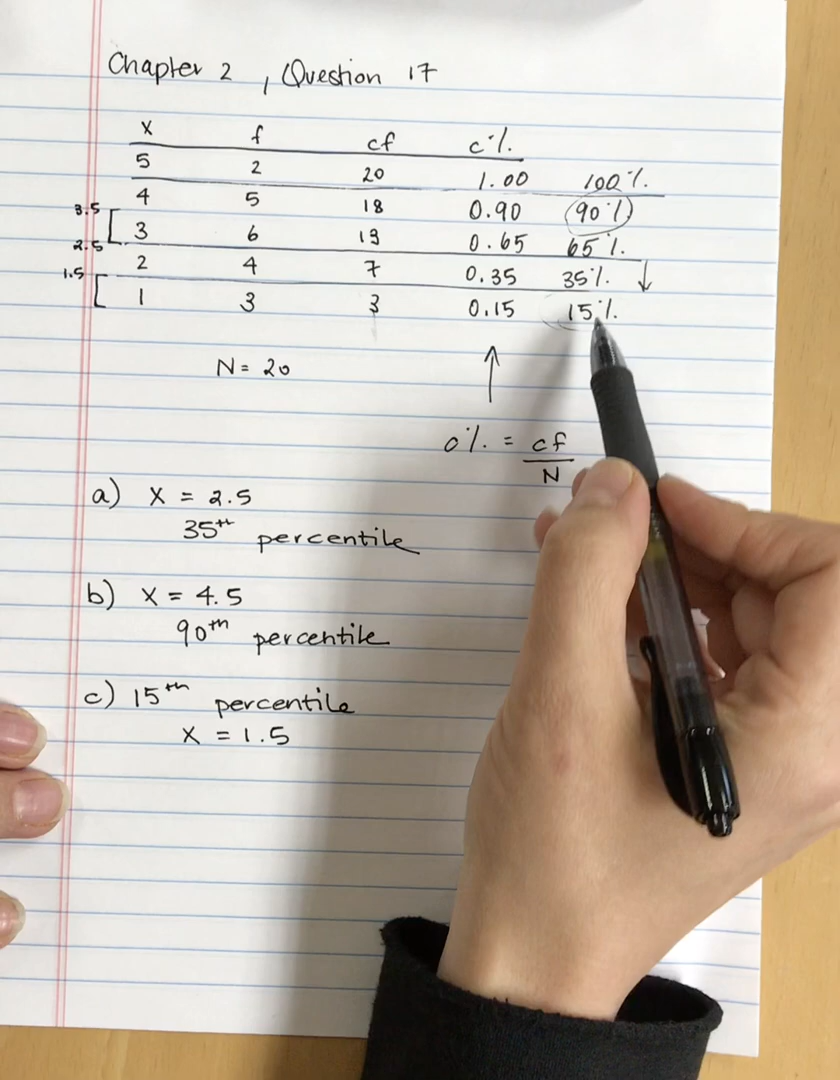 Chapter 2, Question 17
X f cf c%
5 2 20 1.00 100%
4 5 18 0.90 90%
3.5
3 6 13 0.65 65%
2.5
2 4 7 0.35 35% ↓
1.5
1 3 3 0.15 15%
N = 20
↑
c% = cf
N
a) X = 2.5
35th percentile
b) X = 4.5
90th percentile
c) 15th percentile
X = 1.5